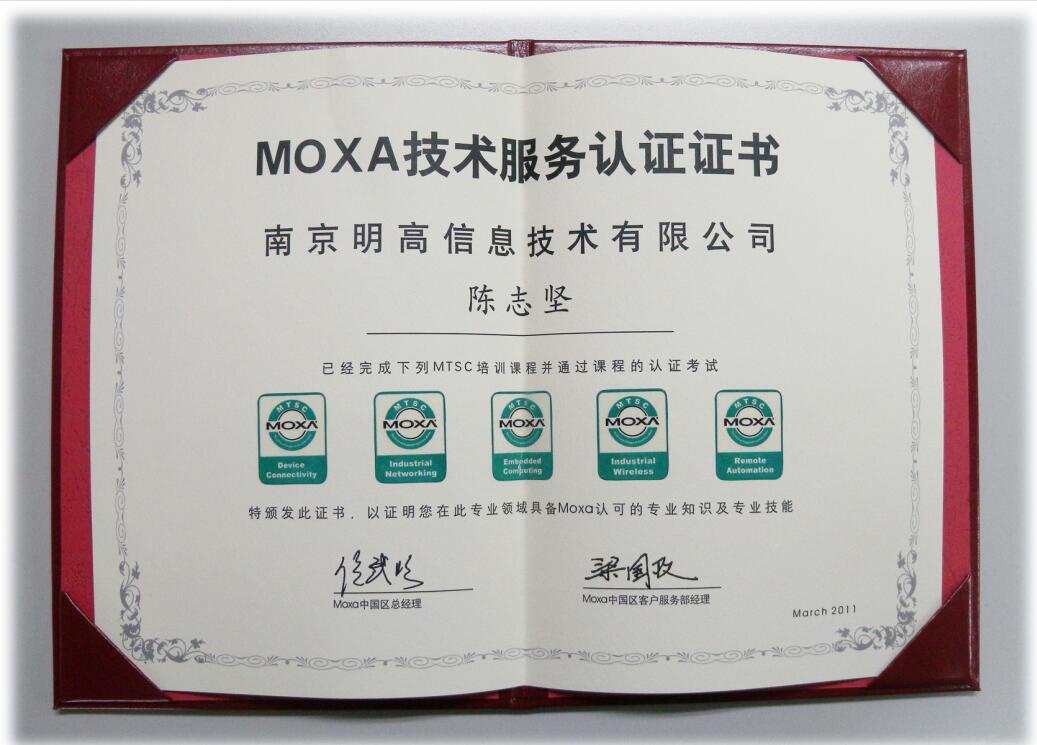 MOXA技术服务认证证书
南京明高信息技术有限公司
陈志坚
已经完成下列MTSC培训课程并通过课程的认证考试
MTSC MTSC MTSC MTSC MTSC
MOXA MOXA MOXA MOXA MOXA
Device Connectivity
Industrial Networking
Embedded Computing
Industrial Wireless
Remote Automation
特颁发此证书，以证明您在此专业领域具备Moxa认可的专业知识及专业技能
梁国政
Moxa中国区总经理
Moxa中国区客户服务部经理
March 2011